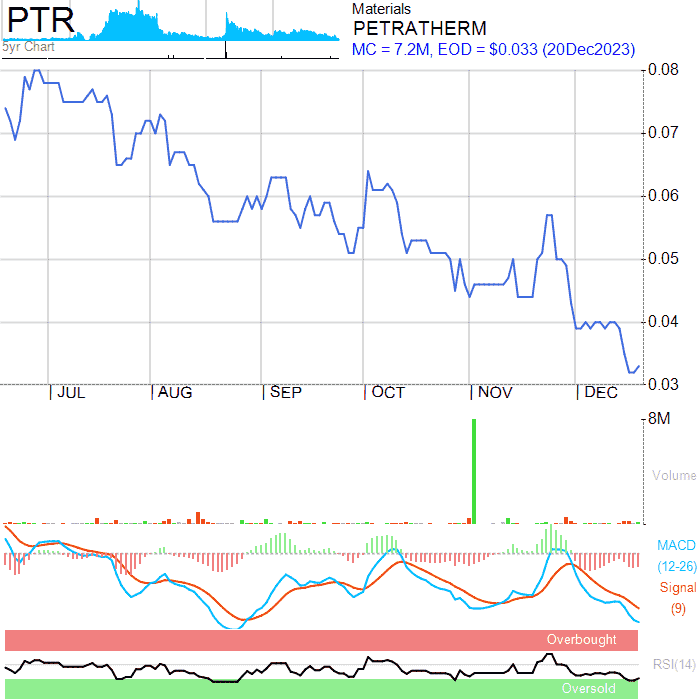 PTR
5yr Chart
Materials
PETRATHERM
MC = 7.2M, EOD = $0.033 (20Dec2023)
0.08
0.07
0.06
0.05
0.04
0.03
JUL AUG SEP OCT NOV DEC
8M
Volume
MACD
(12-26)
Signal
(9)
Overbought
RSI(14)
Oversold